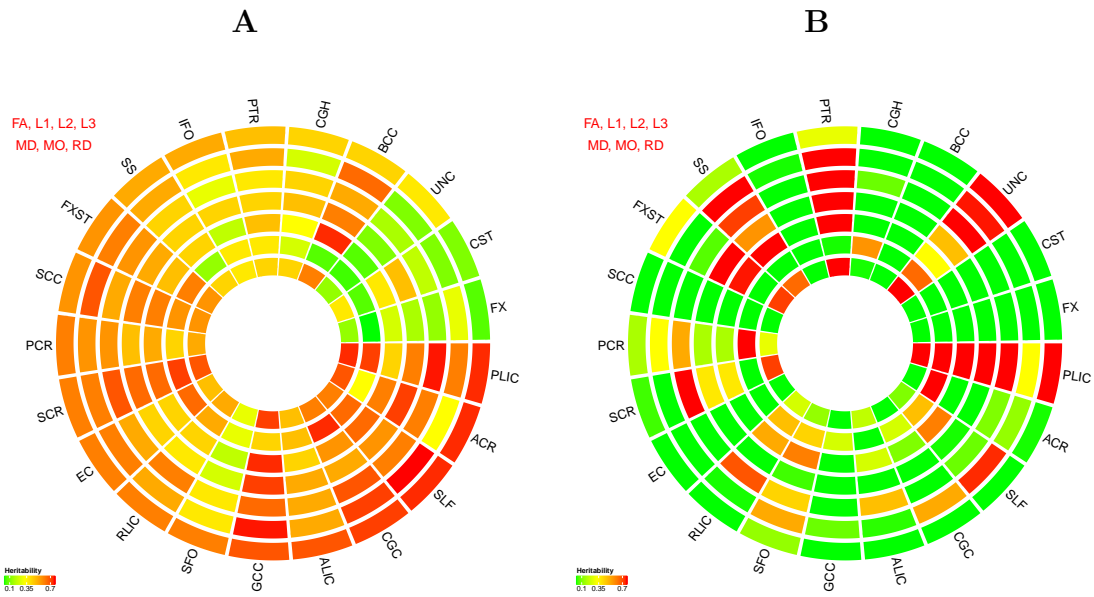 A
B
FA, L1, L2, L3
MD, MO, RD
PTR
CGH
BCC
UNC
CST
FX
PLIC
ACR
SLF
CGC
ALIC
GCC
SFO
RLIC
EC
SCR
PCR
SCC
FXST
SS
IFO
Heritability
0.1 0.35 0.7
FA, L1, L2, L3
MD, MO, RD
PTR
CGH
BCC
UNC
CST
FX
PLIC
ACR
SLF
CGC
ALIC
GCC
SFO
RLIC
EC
SCR
PCR
SCC
FXST
SS
IFO
Heritability
0.1 0.35 0.7